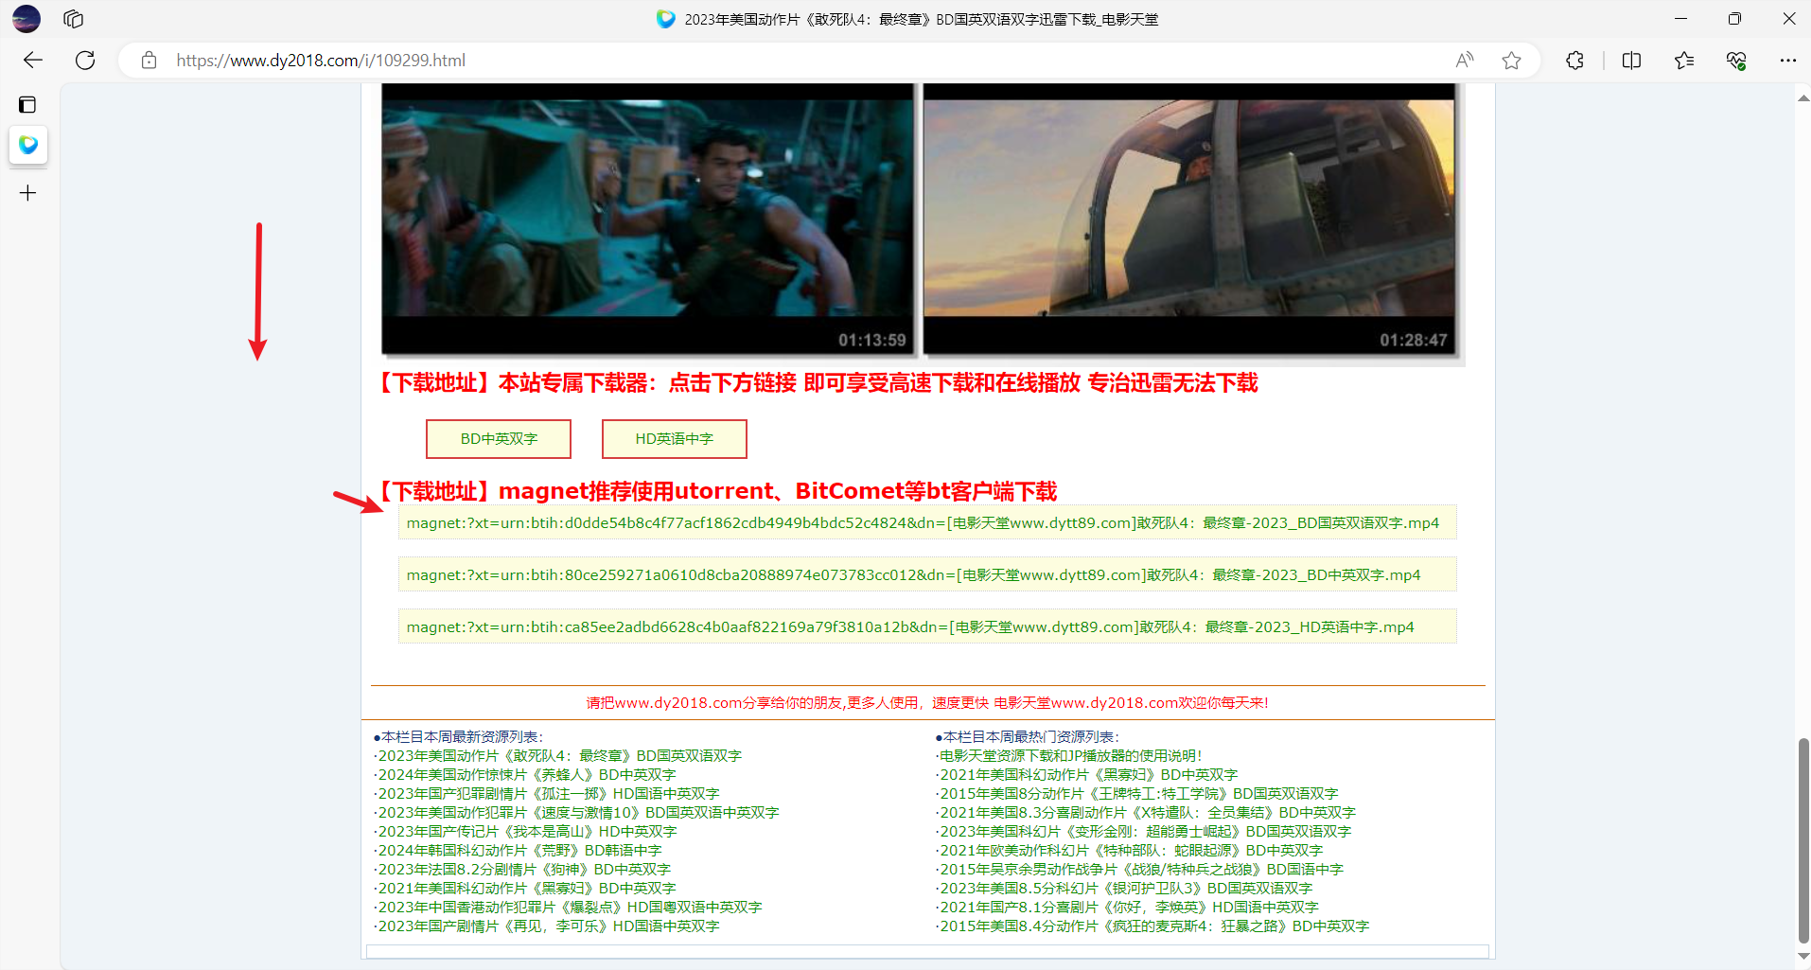 2023年美国动作片《敢死队4：最终章》BD国英双语双字迅雷下载_电影天堂
https://www.dy2018.com/i/109299.html
01:13:59
01:28:47
【下载地址】本站专属下载器：点击下方链接 即可享受高速下载和在线播放 专治迅雷无法下载
BD中英双字
HD英语中字
【下载地址】magnet推荐使用utorrent、BitComet等bt客户端下载
magnet:?xt=urn:btih:d0dde54b8c4f77acf1862cdb4949b4bdc52c4824&dn=[电影天堂www.dytt89.com]敢死队4：最终章-2023_BD国英双语双字.mp4
magnet:?xt=urn:btih:80ce259271a0610d8cba20888974e073783cc012&dn=[电影天堂www.dytt89.com]敢死队4：最终章-2023_BD中英双字.mp4
magnet:?xt=urn:btih:ca85ee2adbd6628c4b0aaf822169a79f3810a12b&dn=[电影天堂www.dytt89.com]敢死队4：最终章-2023_HD英语中字.mp4
请把www.dy2018.com分享给你的朋友,更多人使用，速度更快 电影天堂www.dy2018.com欢迎你每天来!
●本栏目本周最新资源列表：
·2023年美国动作片《敢死队4：最终章》BD国英双语双字
·2024年美国动作惊悚片《养蜂人》BD中英双字
·2023年国产犯罪剧情片《孤注一掷》HD国语中英双字
·2023年美国动作犯罪片《速度与激情10》BD国英双语中英双字
·2023年国产传记片《我本是高山》HD中英双字
·2024年韩国科幻动作片《荒野》BD韩语中字
·2023年法国8.2分剧情片《狗神》BD中英双字
·2021年美国科幻动作片《黑寡妇》BD中英双字
·2023年中国香港动作犯罪片《爆裂点》HD国粤双语中英双字
·2023年国产剧情片《再见，李可乐》HD国语中英双字
●本栏目本周最热门资源列表：
·电影天堂资源下载和JP播放器的使用说明!
·2021年美国科幻动作片《黑寡妇》BD中英双字
·2015年美国8分动作片《王牌特工:特工学院》BD国英双语双字
·2021年美国8.3分喜剧动作片《X特遣队：全员集结》BD中英双字
·2023年美国科幻片《变形金刚：超能勇士崛起》BD国英双语双字
·2021年欧美动作科幻片《特种部队：蛇眼起源》BD中英双字
·2015年吴京余男动作战争片《战狼/特种兵之战狼》BD国语中字
·2023年美国8.5分科幻片《银河护卫队3》BD国英双语双字
·2021年国产8.1分喜剧片《你好，李焕英》HD国语中英双字
·2015年美国8.4分动作片《疯狂的麦克斯4：狂暴之路》BD中英双字